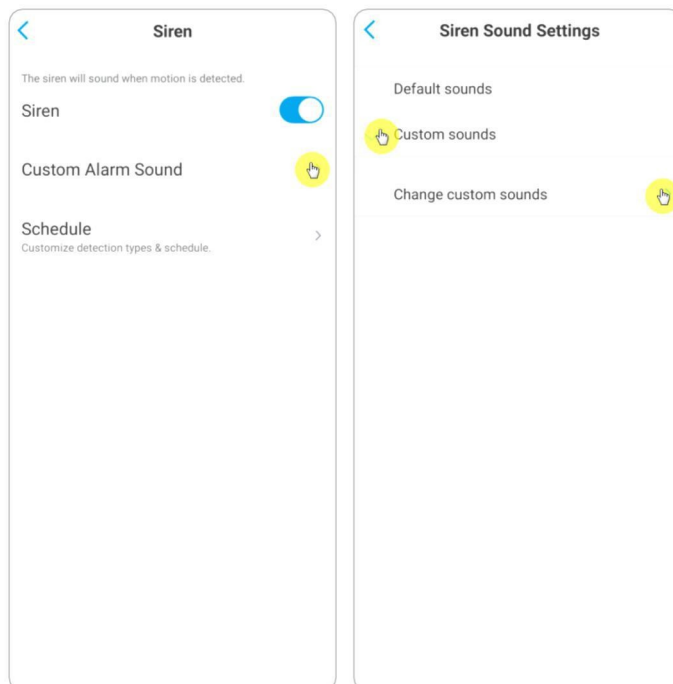 Siren
The siren will sound when motion is detected.
Siren
Custom Alarm Sound
Schedule
Customize detection types & schedule.
Siren Sound Settings
Default sounds
Custom sounds
Change custom sounds